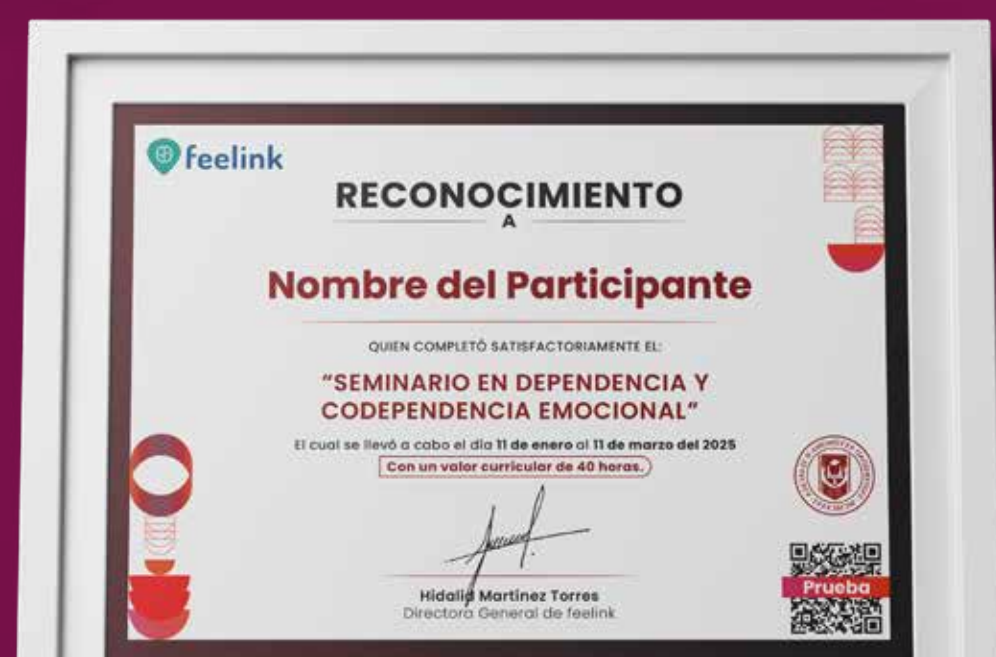 feelink
RECONOCIMIENTO
A
Nombre del Participante
QUIEN COMPLETÓ SATISFACTORIAMENTE EL:
“SEMINARIO EN DEPENDENCIA Y
CODEPENDENCIA EMOCIONAL”
El cual se llevó a cabo el día 11 de enero al 11 de marzo del 2025
Con un valor curricular de 40 horas.
Hidalid Martínez Torres
Directora General de feelink
Prueba